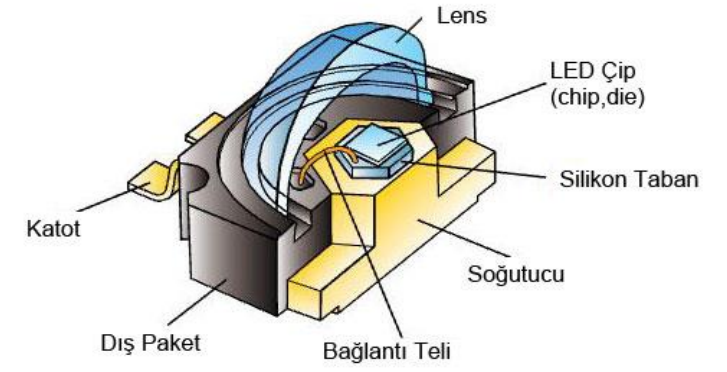 Lens
LED Çip
(chip,die)
Silikon Taban
Katot
Soğutucu
Dış Paket
Bağlantı Teli